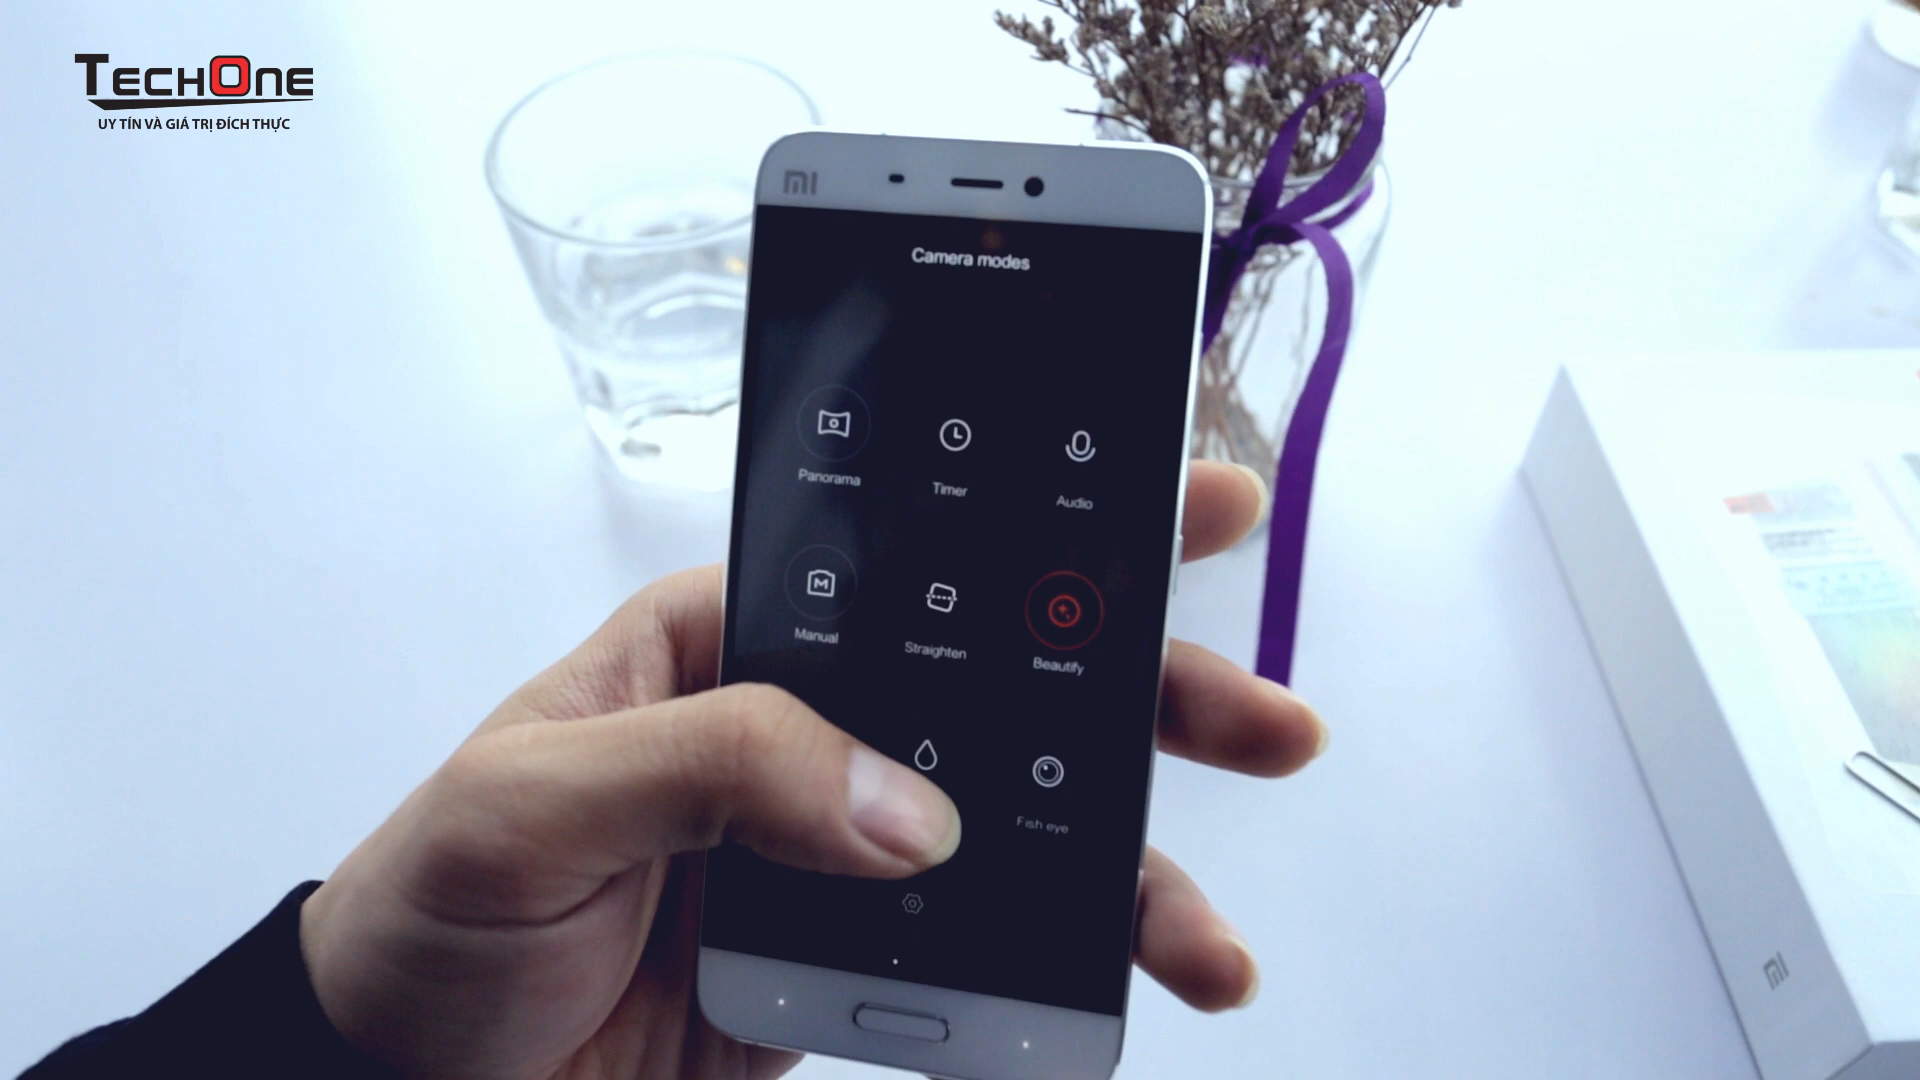 TECHONE
UY TÍN VÀ GIÁ TRỊ ĐÍCH THỰC
MI
Camera modes
Panorama
Timer
Audio
Manual
Straighten
Beautify
Fish eye
MI